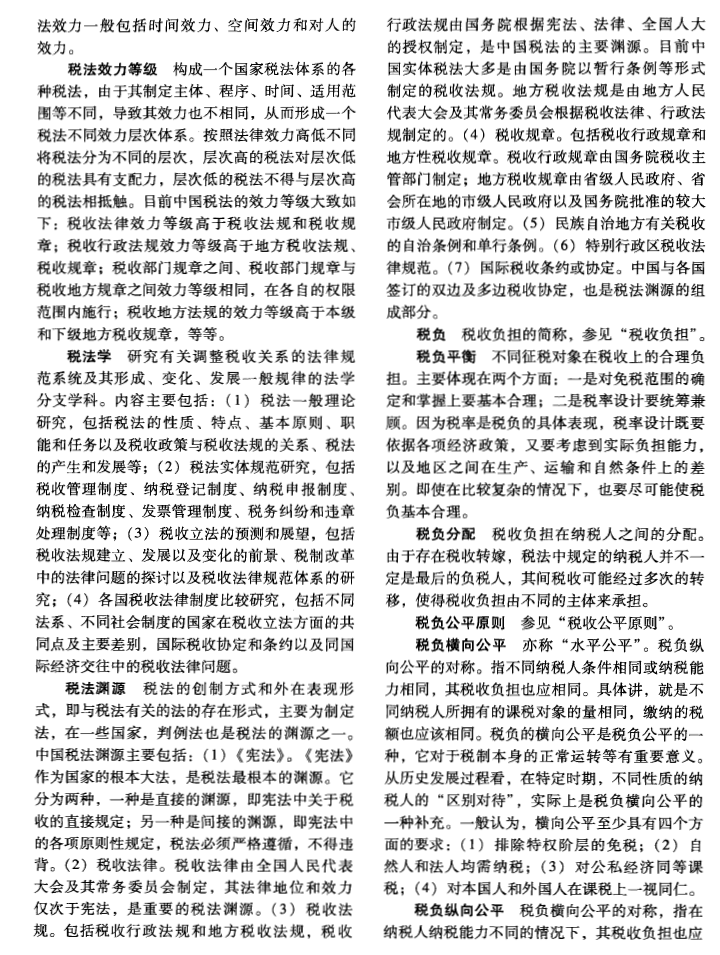 法效力一般包括时间效力、空间效力和对人的
效力。
税法效力等级　构成一个国家税法体系的各
种税法，由于其制定主体、程序、时间、适用范
围等不同，导致其效力也不相同，从而形成一个
税法不同效力层次体系。按照法律效力高低不同
将税法分为不同的层次，层次高的税法对层次低
的税法具有支配力，层次低的税法不得与层次高
的税法相抵触。目前中国税法的效力等级大致如
下：税收法律效力等级高于税收法规和税收规
章；税收行政法规效力等级高于地方税收法规、
税收规章；税收部门规章之间、税收部门规章与
税收地方规章之间效力等级相同，在各自的权限
范围内施行；税收地方法规的效力等级高于本级
和下级地方税收规章，等等。
税法学　研究有关调整税收关系的法律规
范系统及其形成、变化、发展一般规律的法学
分支学科。内容主要包括：（1）税法一般理论
研究，包括税法的性质、特点、基本原则、职
能和任务以及税收政策与税收法规的关系、税法
的产生和发展等；（2）税法实体规范研究，包括
税收管理制度、纳税登记制度、纳税申报制度、
纳税检查制度、发票管理制度、税务纠纷和违章
处理制度等；（3）税收立法的预测和展望，包括
税收法规建立、发展以及变化的前景、税制改革
中的法律问题的探讨以及税收法律规范体系的研
究；（4）各国税收法律制度比较研究，包括不同
法系、不同社会制度的国家在税收立法方面的共
同点及主要差别，国际税收协定和条约以及同国
际经济交往中的税收法律问题。
税法渊源　税法的创制方式和外在表现形
式，即与税法有关的法的存在形式，主要为制定
法，在一些国家，判例法也是税法的渊源之一。
中国税法渊源主要包括：（1）《宪法》。《宪法》
作为国家的根本大法，是税法最根本的渊源。它
分为两种，一种是直接的渊源，即宪法中关于税
收的直接规定；另一种是间接的渊源，即宪法中
的各项原则性规定，税法必须严格遵循，不得违
背。（2）税收法律。税收法律由全国人民代表
大会及其常务委员会制定，其法律地位和效力
仅次于宪法，是重要的税法渊源。（3）税收法
规。包括税收行政法规和地方税收法规，税收
行政法规由国务院根据宪法、法律、全国人大
的授权制定，是中国税法的主要渊源。目前中
国实体税法大多是由国务院以暂行条例等形式
制定的税收法规。地方税收法规是由地方人民
代表大会及其常务委员会根据税收法律、行政法
规制定的。（4）税收规章。包括税收行政规章和
地方性税收规章。税收行政规章由国务院税收主
管部门制定；地方税收规章由省级人民政府、省
会所在地的市级人民政府以及国务院批准的较大
市级人民政府制定。（5）民族自治地方有关税收
的自治条例和单行条例。（6）特别行政区税收法
律规范。（7）国际税收条约或协定。中国与各国
签订的双边及多边税收协定，也是税法渊源的组
成部分。
税负　税收负担的简称，参见“税收负担”。
税负平衡　不同征税对象在税收上的合理负
担。主要体现在两个方面：一是对免税范围的确
定和掌握上要基本合理；二是税率设计要统筹兼
顾。因为税率是税负的具体表现，税率设计既要
依据各项经济政策，又要考虑到实际负担能力，
以及地区之间在生产、运输和自然条件上的差
别。即使在比较复杂的情况下，也要尽可能使税
负基本合理。
税负分配　税收负担在纳税人之间的分配。
由于存在税收转嫁，税法中规定的纳税人并不一
定是最后的负税人，其间税收可能经过多次的转
移，使得税收负担由不同的主体来承担。
税负公平原则　参见“税收公平原则”。
税负横向公平　亦称“水平公平”。税负纵
向公平的对称。指不同纳税人条件相同或纳税能
力相同，其税收负担也应相同。具体讲，就是不
同纳税人所拥有的课税对象的量相同，缴纳的税
额也应该相同。税负的横向公平是税负公平的一
种，它对于税制本身的正常运转等有重要意义。
从历史发展过程看，在特定时期，不同性质的纳
税人的“区别对待”，实际上是税负横向公平的
一种补充。一般认为，横向公平至少具有四个方
面的要求：（1）排除特权阶层的免税；（2）自
然人和法人均需纳税；（3）对公私经济同等课
税；（4）对本国人和外国人在课税上一视同仁。
税负纵向公平　税负横向公平的对称，指在
纳税人纳税能力不同的情况下，其税收负担也应